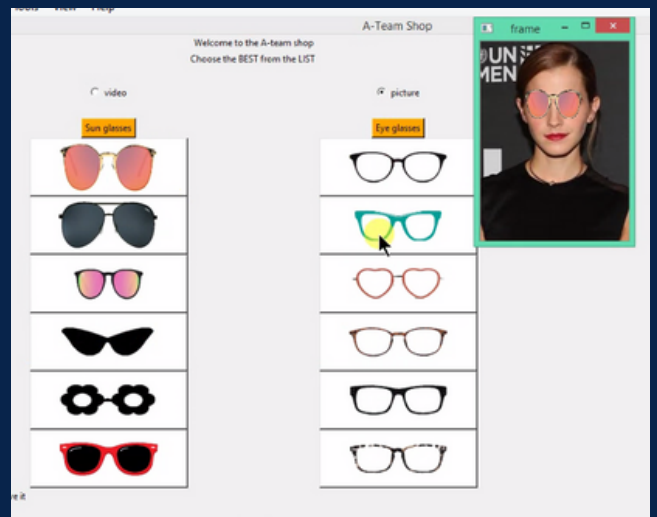 Tools View Help
A-Team Shop
frame
Welcome to the A-team shop
Choose the BEST from the LIST
video
picture
Sun glasses
Eye glasses